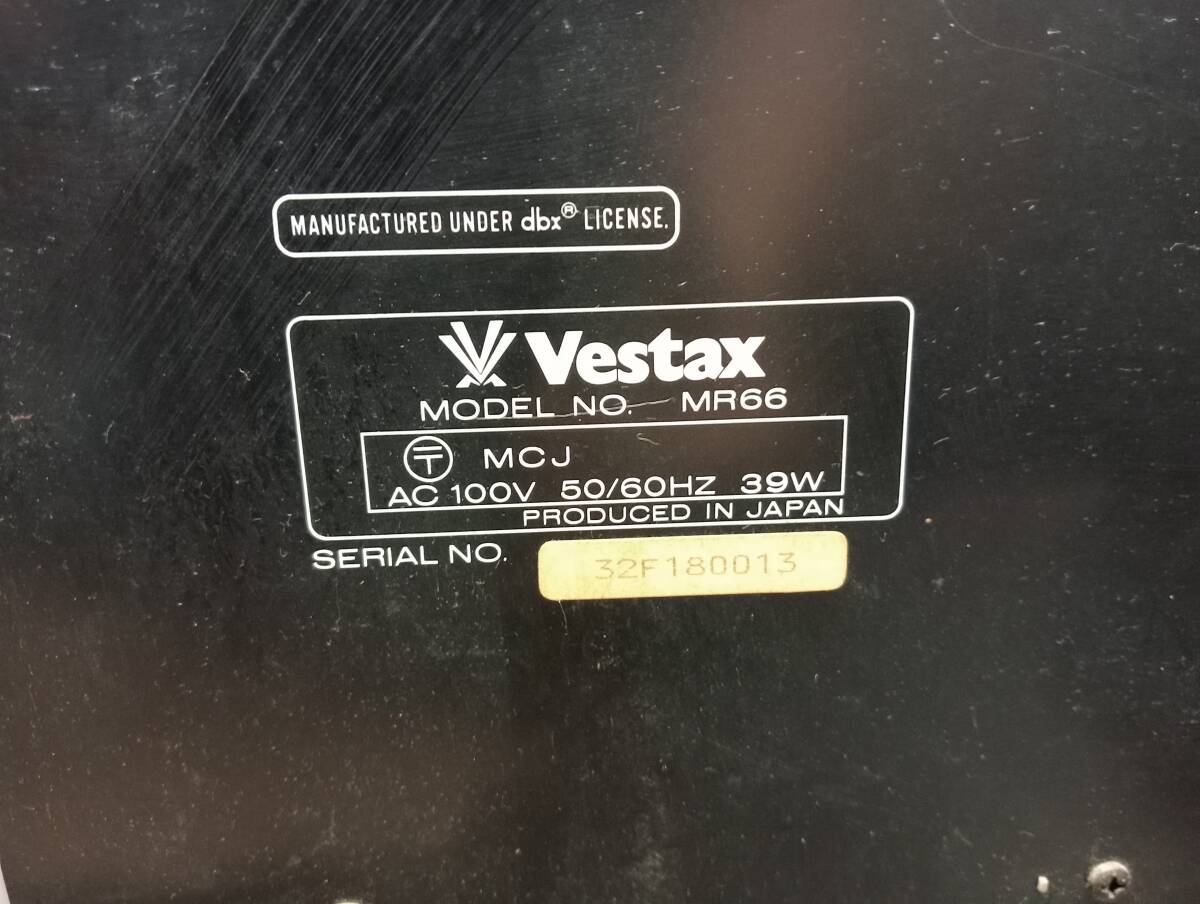 MANUFACTURED UNDER dbx® LICENSE.
Vestax
MODEL NO. MR66
MCJ
AC 100V 50/60HZ 39W
PRODUCED IN JAPAN
SERIAL NO. 32F180013